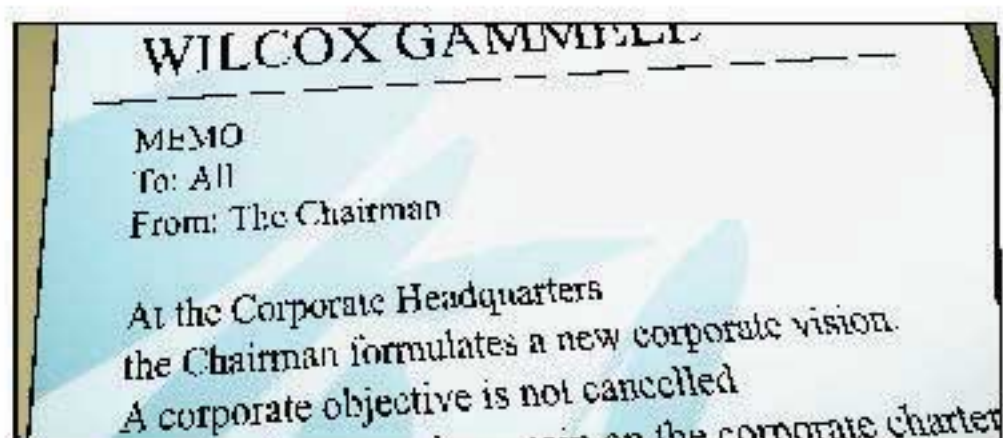 WILCOX GAMMELL
MEMO
To: All
From: The Chairman
At the Corporate Headquarters
the Chairman formulates a new corporate vision.
A corporate objective is not cancelled
on the corporate charter